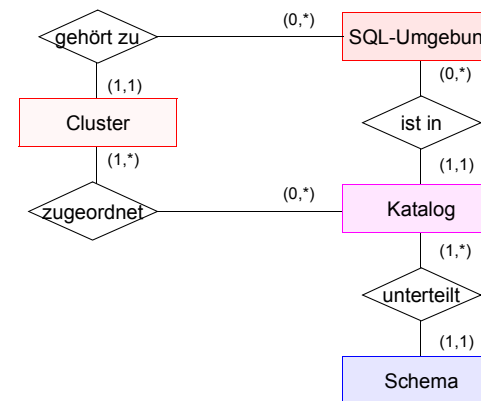 gehört zu
(0,*)
SQL-Umgebun
(1,1)
(0,*)
Cluster
ist in
(1,*)
(1,1)
zugeordnet
(0,*)
Katalog
(1,*)
unterteilt
(1,1)
Schema